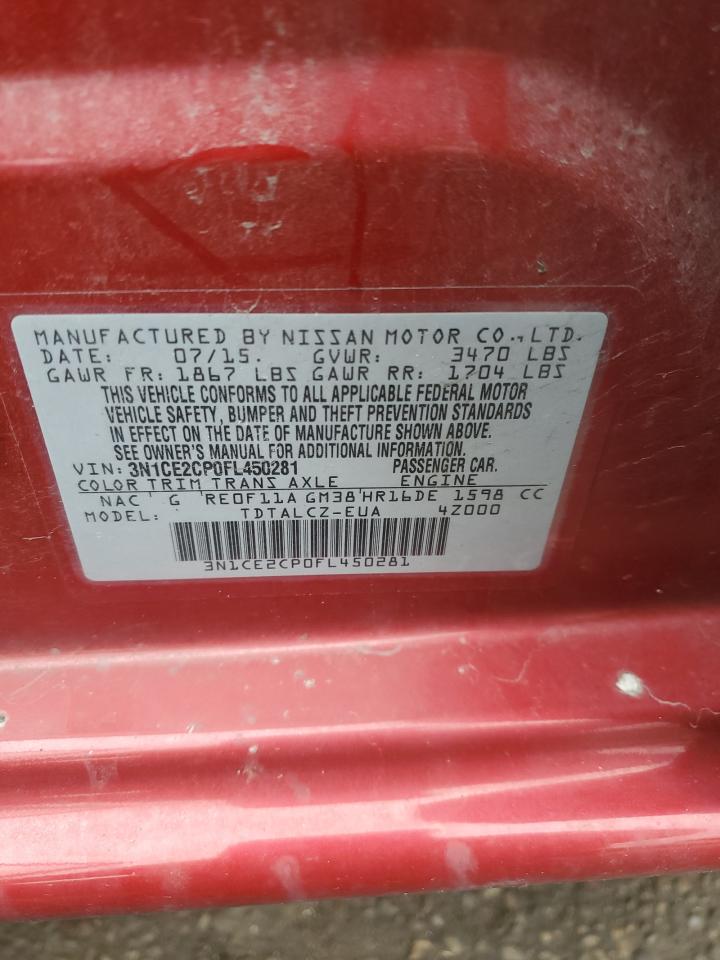 MANUFACTURED BY NISSAN MOTOR CO.,LTD.
DATE: 07/15. GVWR: 3470 LBS
GAWR FR: 1867 LBS GAWR RR: 1704 LBS
THIS VEHICLE CONFORMS TO ALL APPLICABLE FEDERAL MOTOR
VEHICLE SAFETY, BUMPER AND THEFT PREVENTION STANDARDS
IN EFFECT ON THE DATE OF MANUFACTURE SHOWN ABOVE.
SEE OWNER'S MANUAL FOR ADDITIONAL INFORMATION.
VIN: 3N1CE2CP0FL450281 PASSENGER CAR.
COLOR TRIM TRANS AXLE ENGINE
NAC G RE0F11A GM38 HR16DE 1598 CC
MODEL: TDTALCZ-EUA 4Z000
3N1CE2CP0FL450281